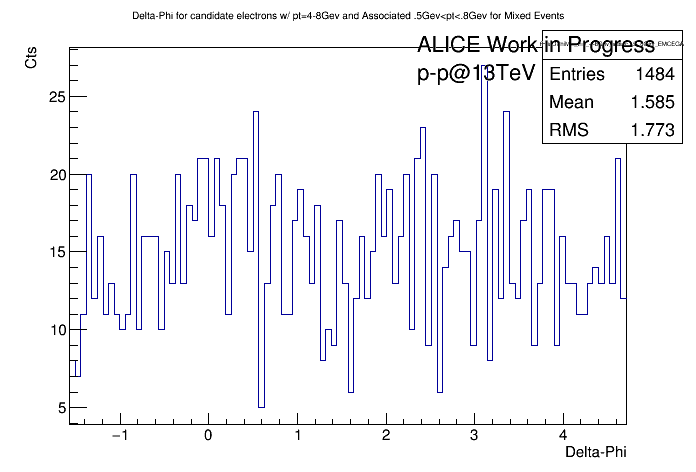 Delta-Phi for candidate electrons w/ pt=4-8Gev and Associated .5Gev<pt<.8Gev for Mixed Events
Cts
ALICE Work in Progress
p-p@13TeV
Entries 1484
Mean 1.585
RMS 1.773
25
20
15
10
5
−1 0 1 2 3 4
Delta-Phi